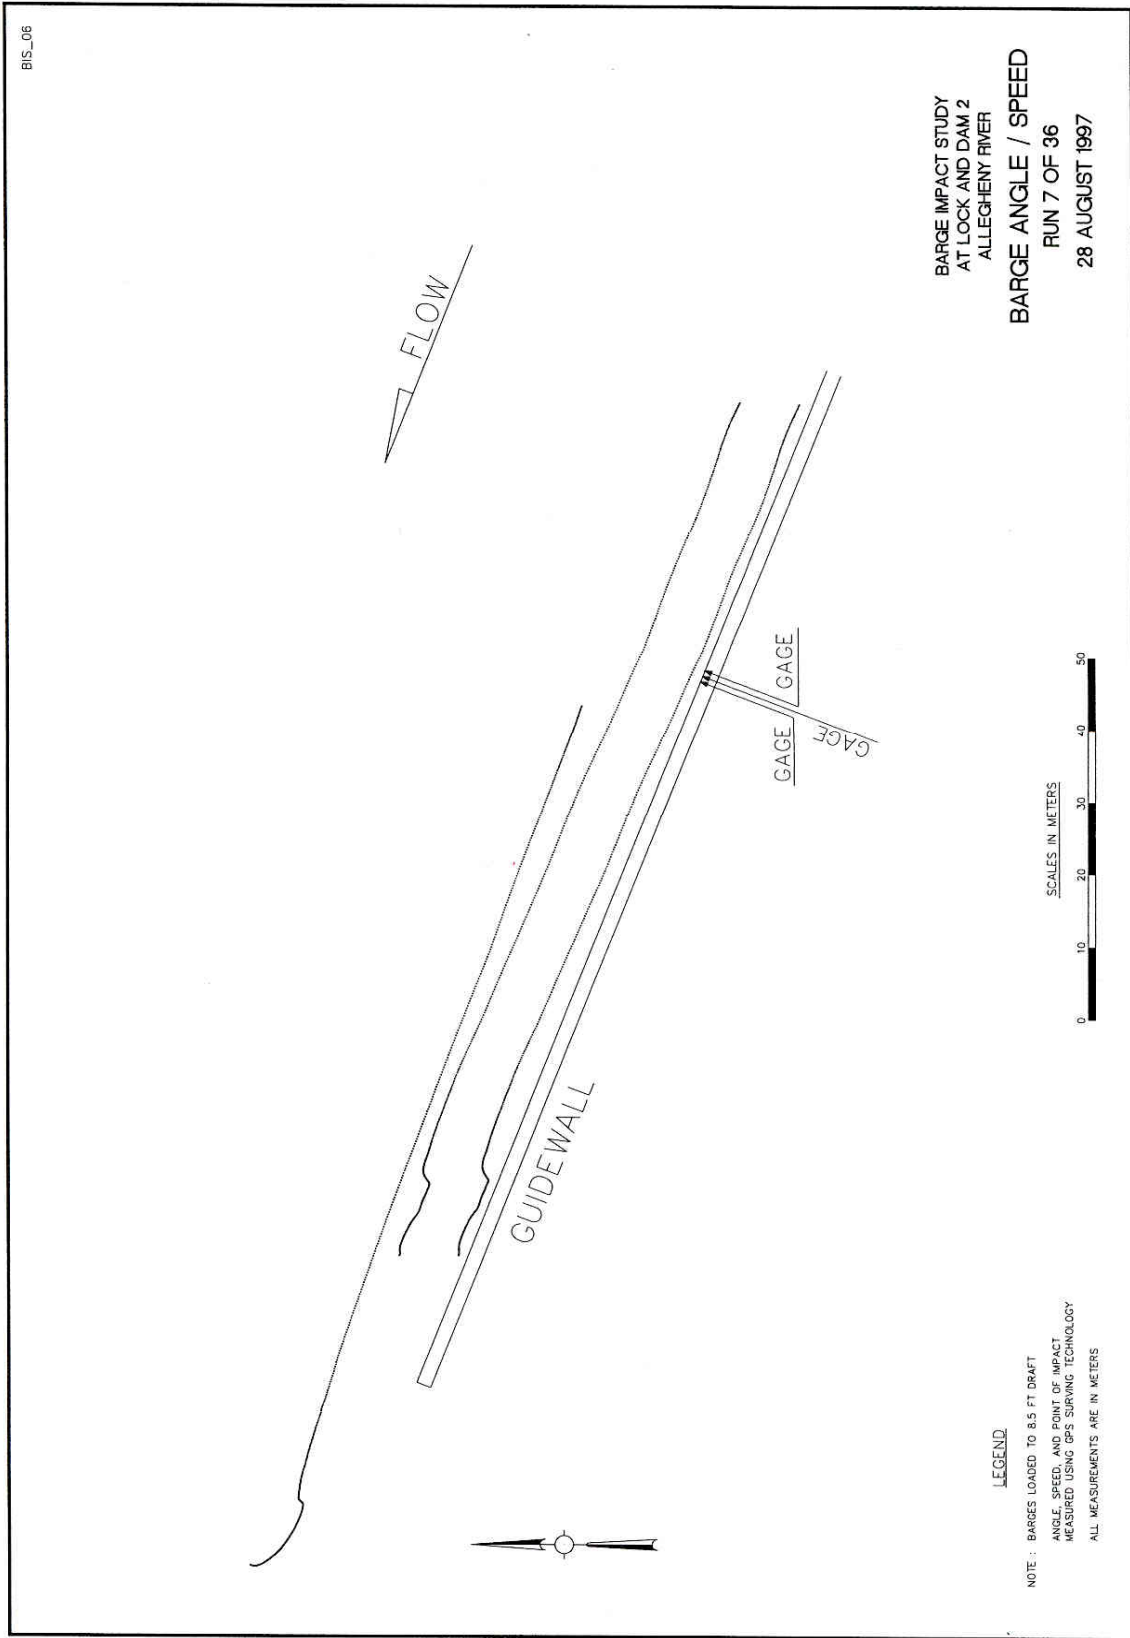 BIS_06
FLOW
GUIDEWALL
GAGE
GAGE
GAGE
BARGE IMPACT STUDY
AT LOCK AND DAM 2
ALLEGHENY RIVER
BARGE ANGLE / SPEED
RUN 7 OF 36
28 AUGUST 1997
SCALES IN METERS
0 10 20 30 40 50
LEGEND
NOTE : BARGES LOADED TO 8.5 FT DRAFT
ANGLE, SPEED, AND POINT OF IMPACT
MEASURED USING GPS SURVING TECHNOLOGY
ALL MEASUREMENTS ARE IN METERS